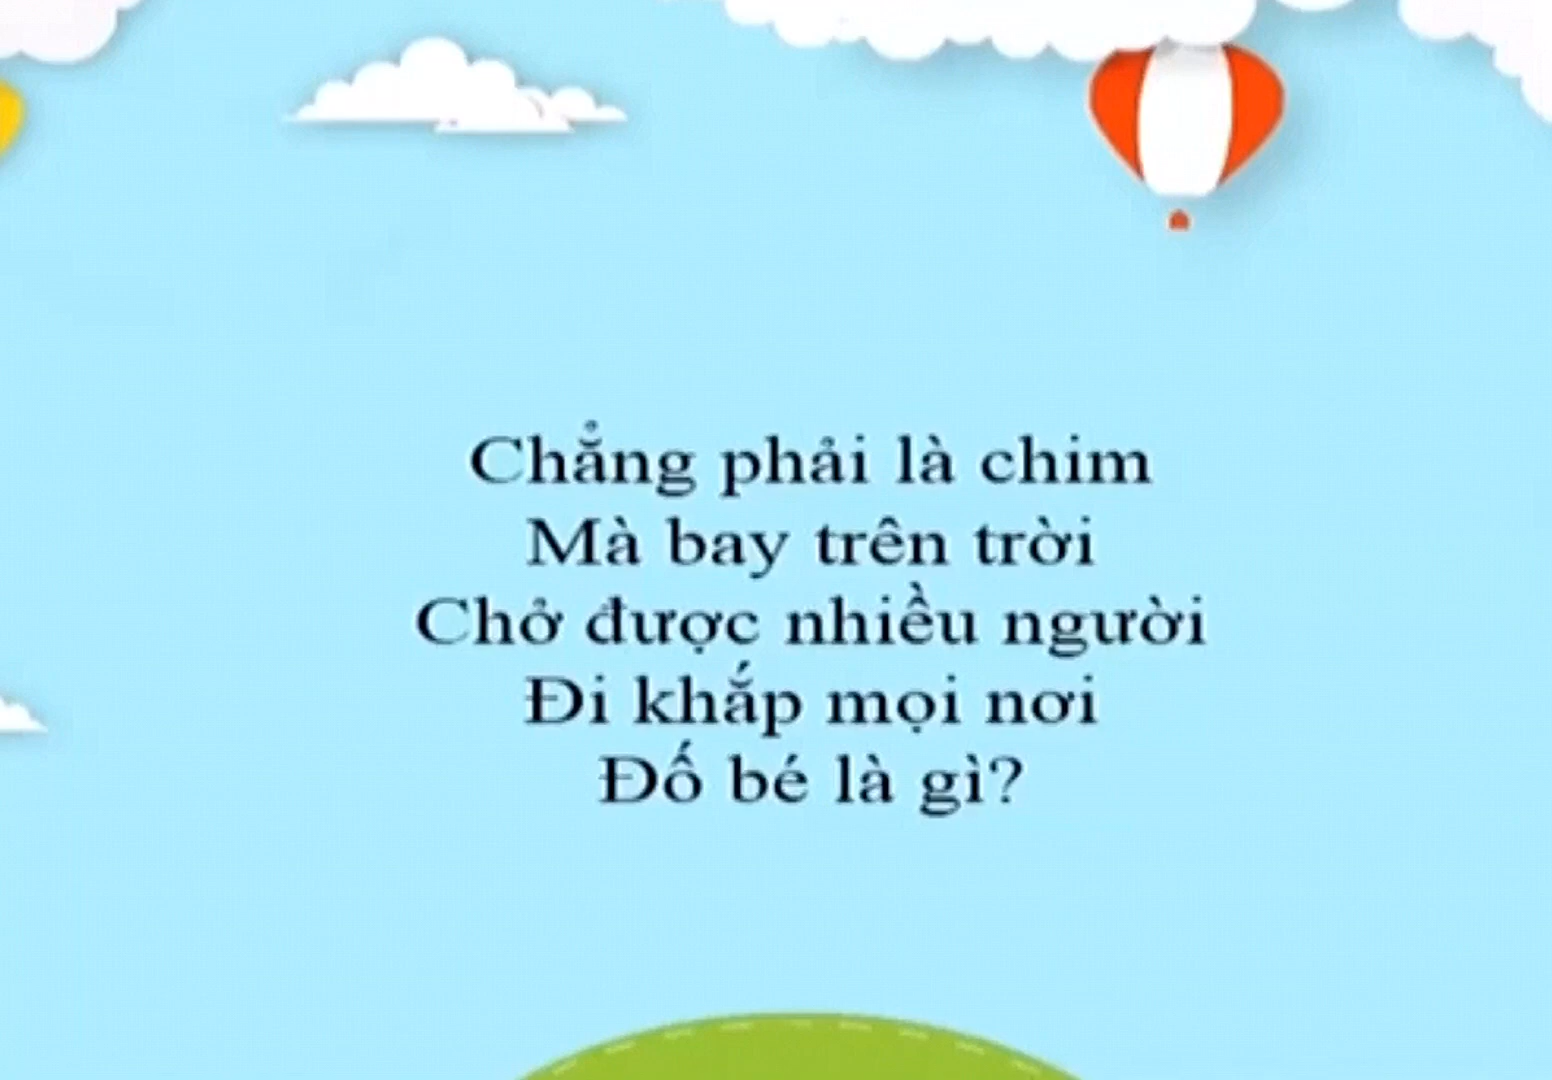 Chẳng phải là chim
Mà bay trên trời
Chở được nhiều người
Đi khắp mọi nơi
Đố bé là gì?